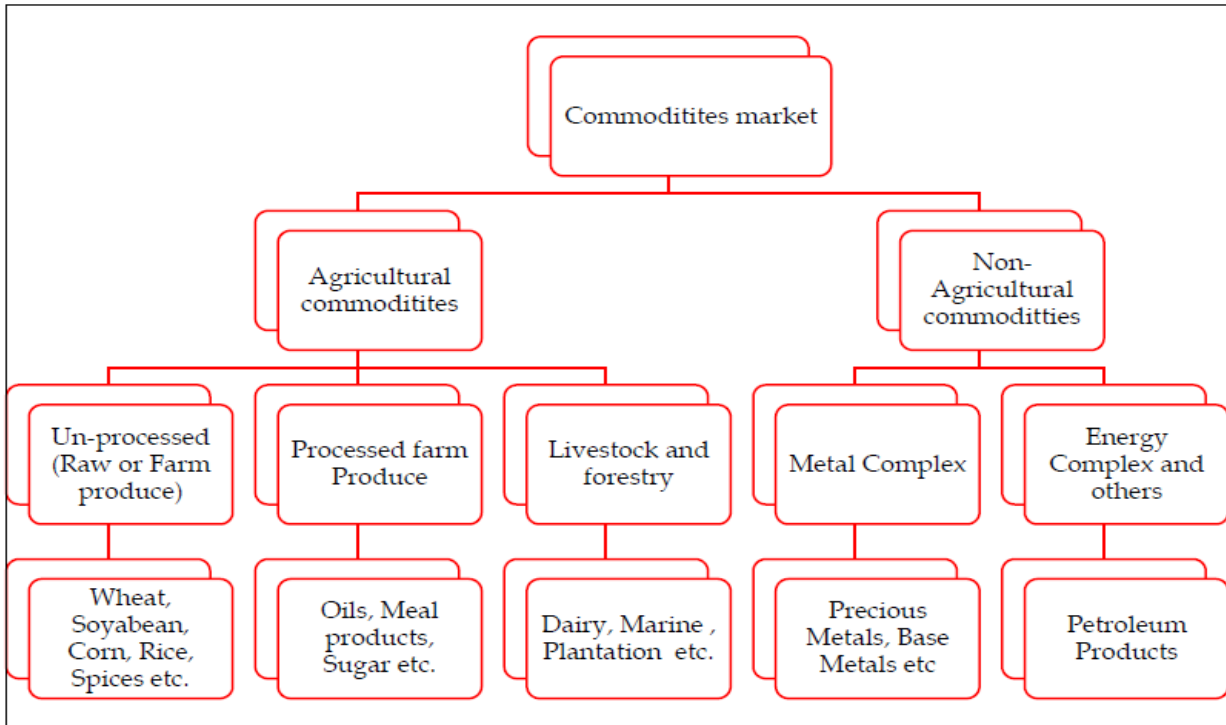 Commoditites market
Agricultural
commoditites
Non-
Agricultural
commoditties
Un-processed
(Raw or Farm
produce)
Processed farm
Produce
Livestock and
forestry
Metal Complex
Energy
Complex and
others
Wheat,
Soyabean,
Corn, Rice,
Spices etc.
Oils, Meal
products,
Sugar etc.
Dairy, Marine ,
Plantation  etc.
Precious
Metals, Base
Metals etc
Petroleum
Products